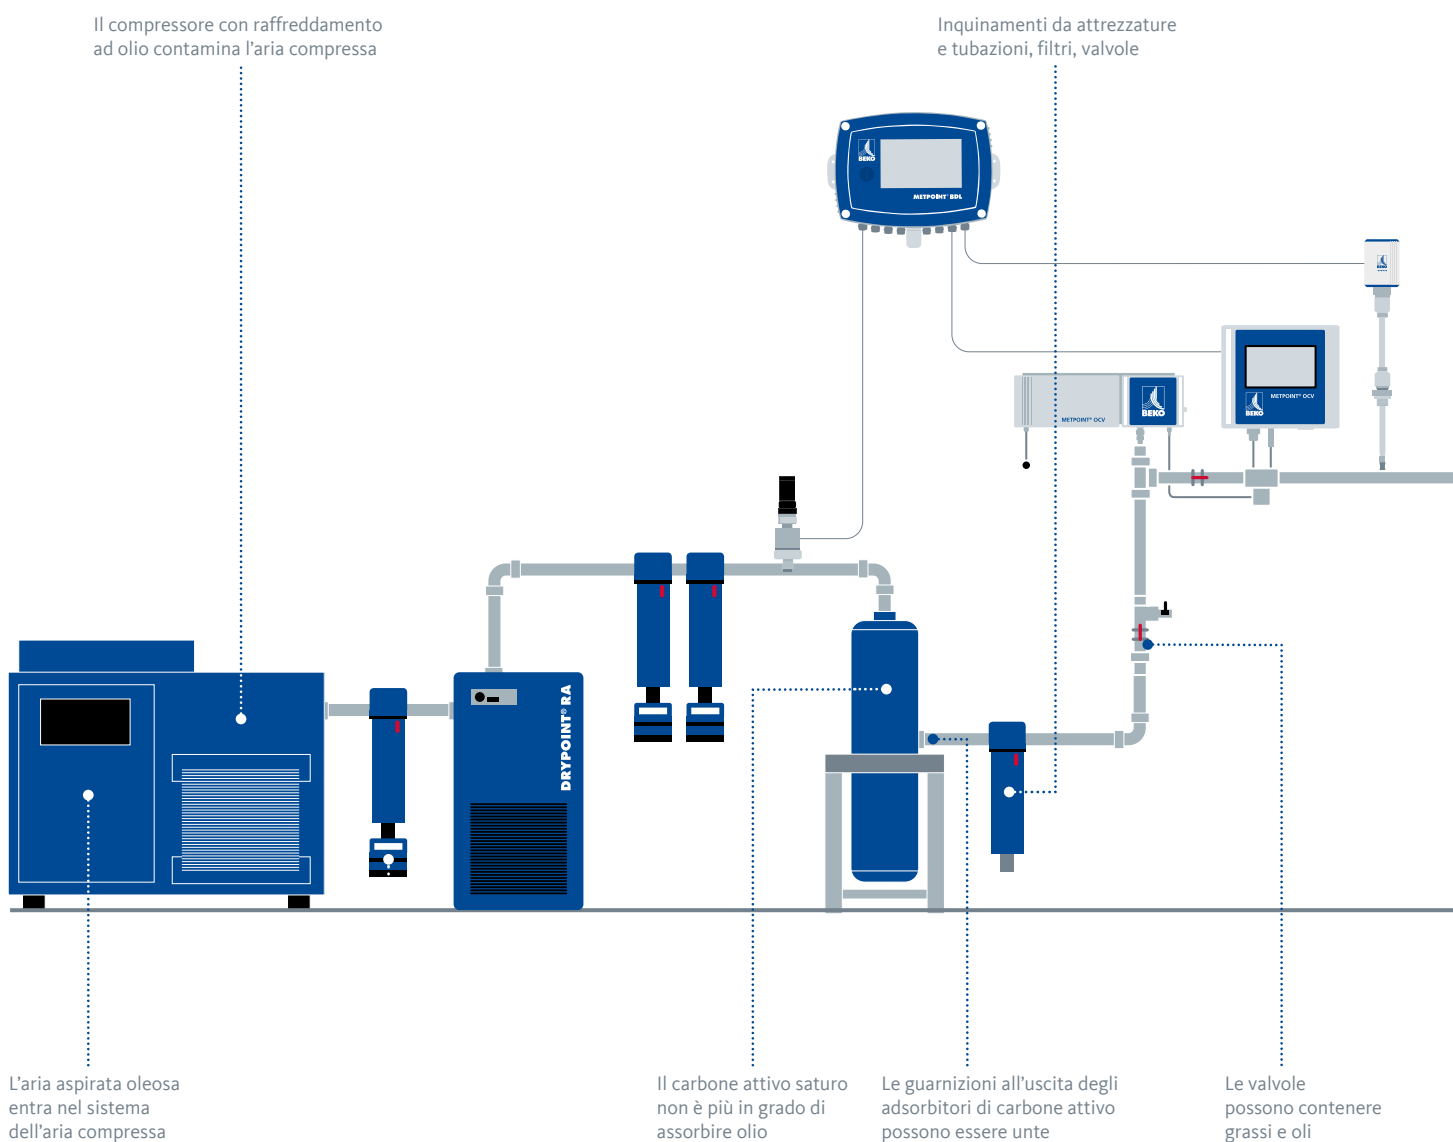 Il compressore con raffreddamento
ad olio contamina l’aria compressa
Inquinamenti da attrezzature
e tubazioni, filtri, valvole
BEKO
METPOINT® BDL
BEKO
METPOINT® OCV
BEKO
METPOINT® OCV
BEKO
DRYPOINT® RA
L’aria aspirata oleosa
entra nel sistema
dell’aria compressa
Il carbone attivo saturo
non è più in grado di
assorbire olio
Le guarnizioni all’uscita degli
adsorbitori di carbone attivo
possono essere unte
Le valvole
possono contenere
grassi e oli